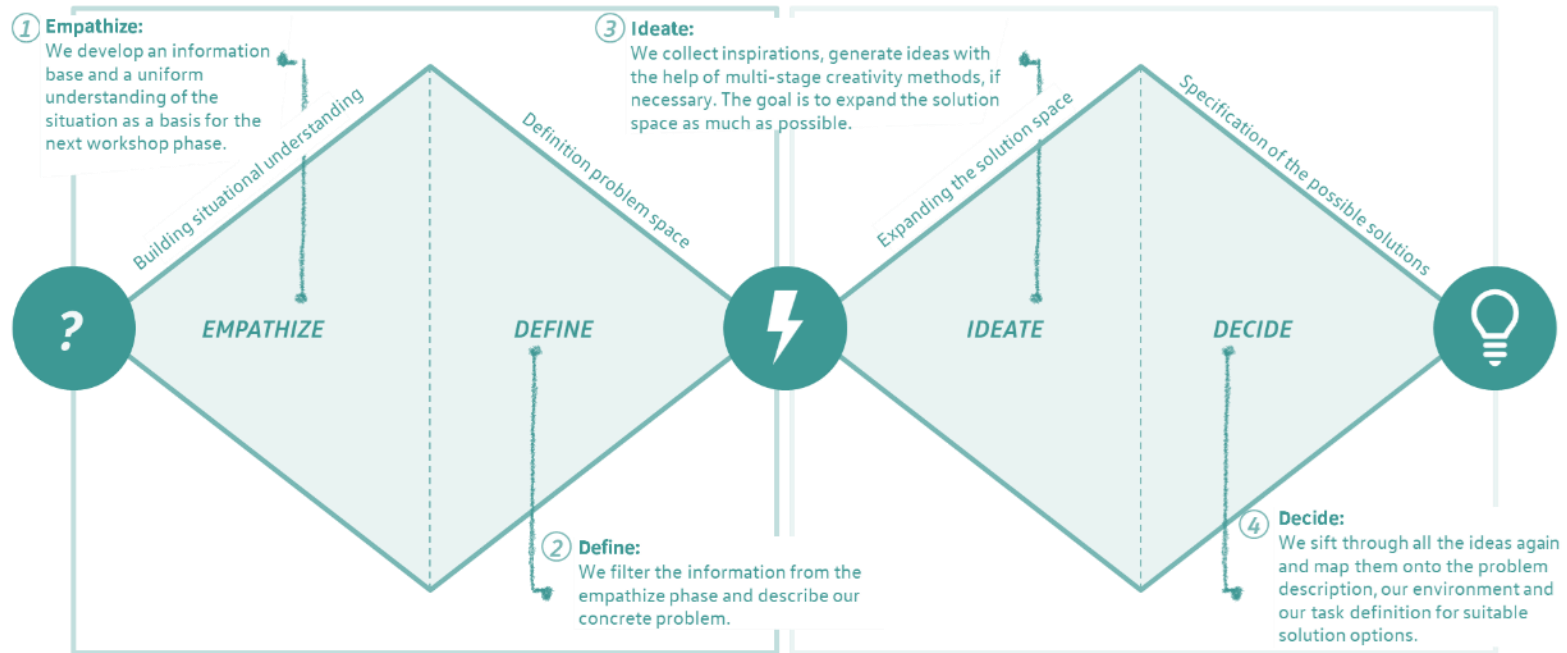 1 Empathize:
We develop an information
base and a uniform
understanding of the
situation as a basis for the
next workshop phase.
Building situational understanding
Definition problem space
3 Ideate:
We collect inspirations, generate ideas with
the help of multi-stage creativity methods, if
necessary. The goal is to expand the solution
space as much as possible.
Expanding the solution space
Specification of the possible solutions
?
EMPATHIZE
DEFINE
IDEATE
DECIDE
2 Define:
We filter the information from the
empathize phase and describe our
concrete problem.
4 Decide:
We sift through all the ideas again
and map them onto the problem
description, our environment and
our task definition for suitable
solution options.